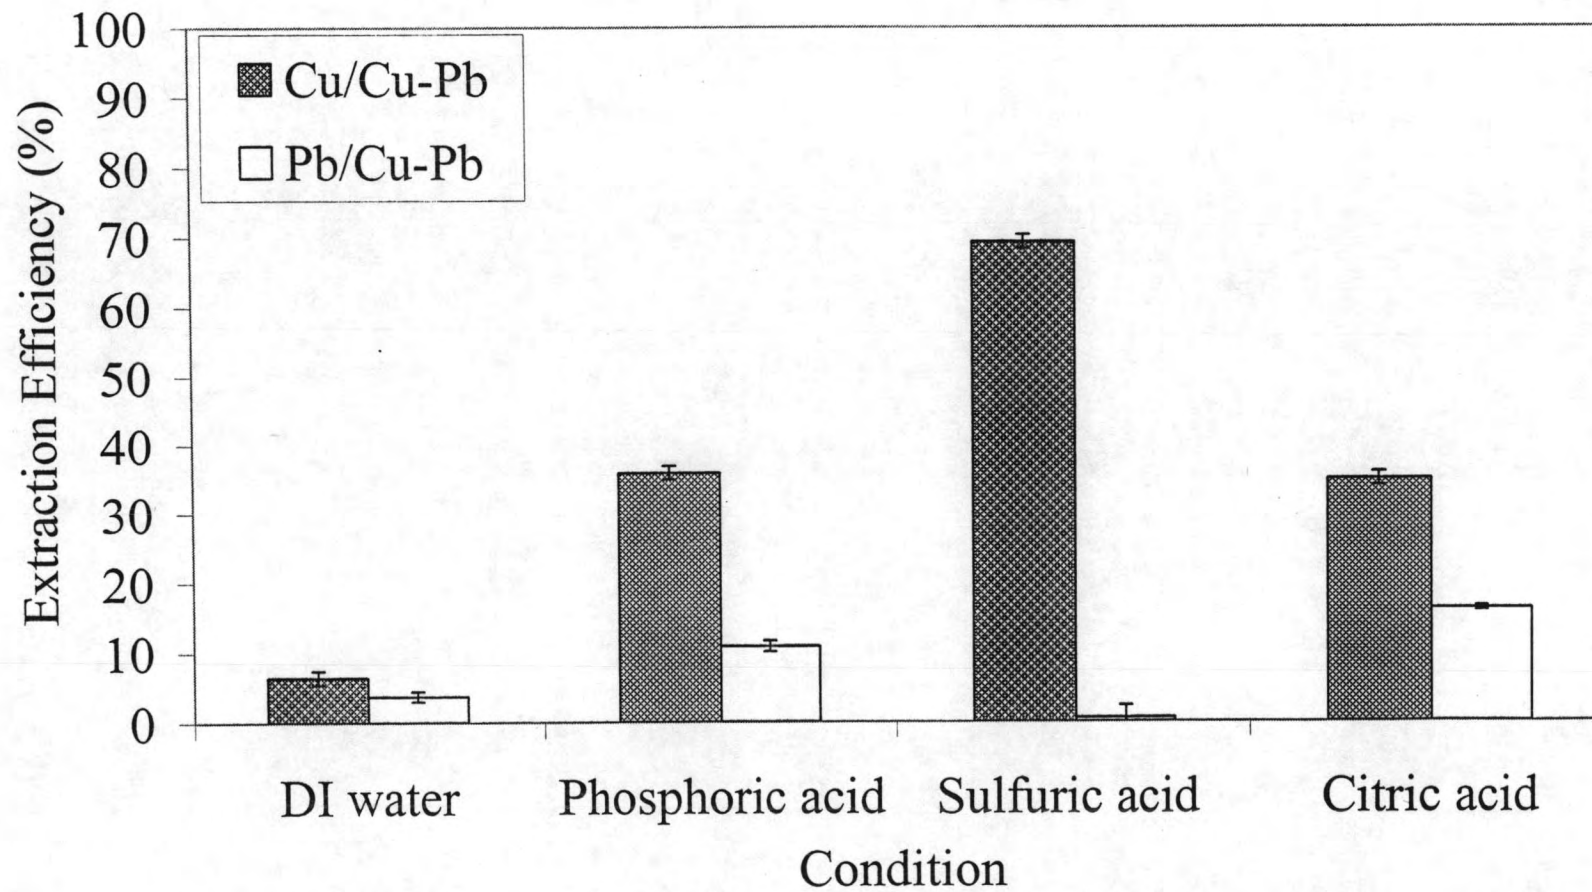 Extraction Efficiency (%)
100
90
80
70
60
50
40
30
20
10
0
Cu/Cu-Pb
Pb/Cu-Pb
DI water
Phosphoric acid
Sulfuric acid
Citric acid
Condition